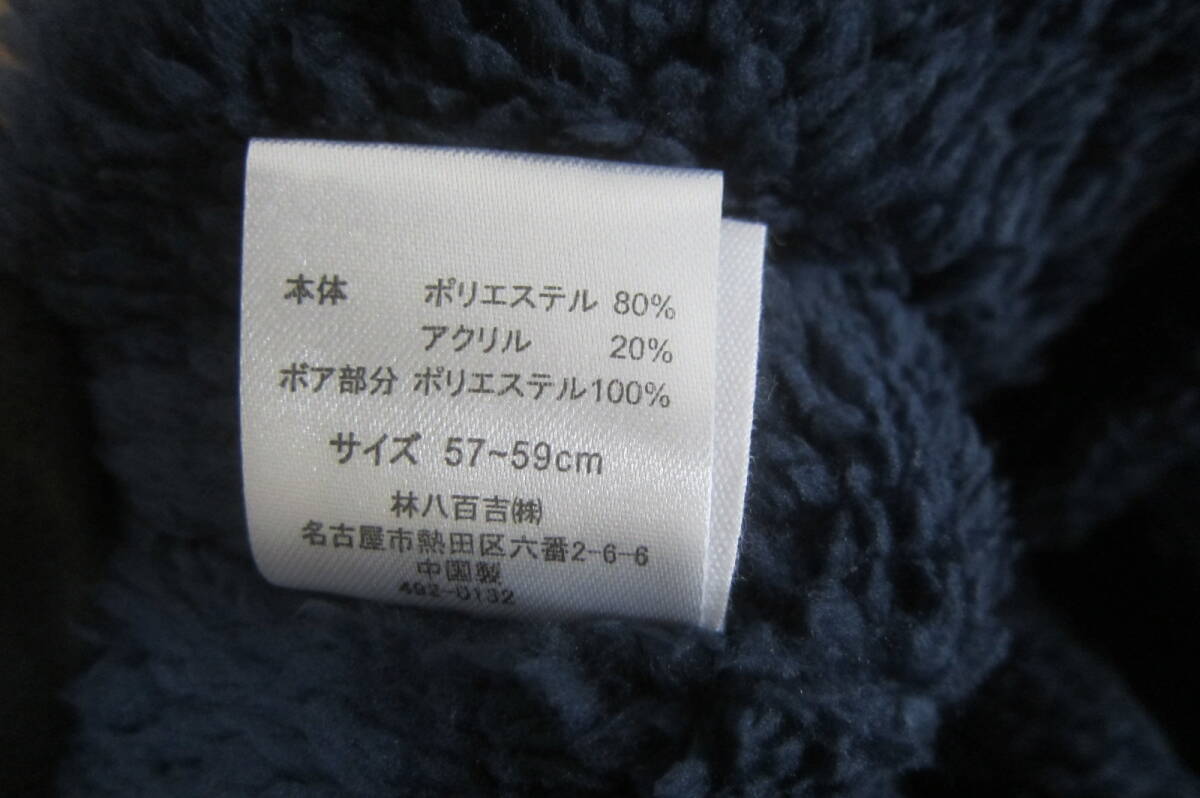 本体 ポリエステル 80%
アクリル 20%
ボア部分 ポリエステル100%
サイズ 57~59cm
林八百吉㈱
名古屋市熱田区六番2-6-6
中国製
492-0132